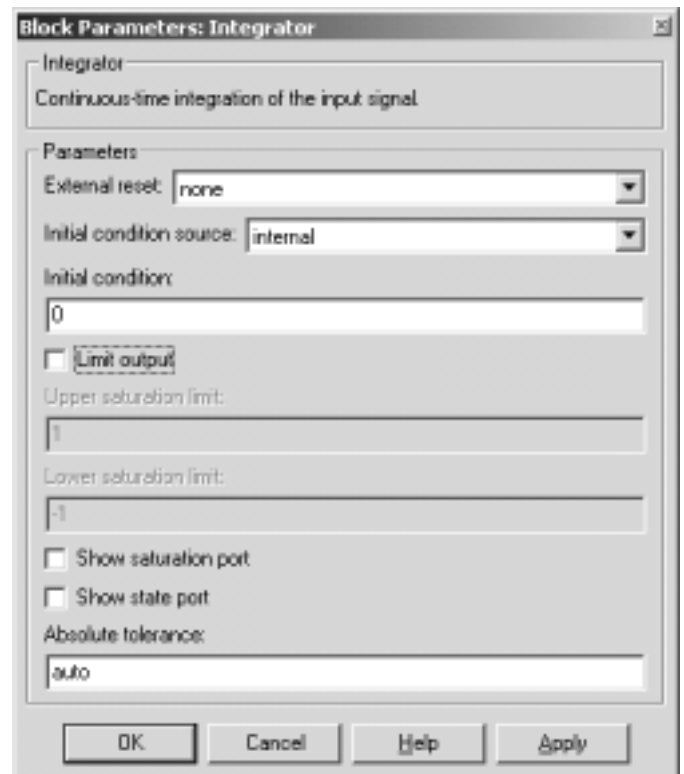 Block Parameters: Integrator
Integrator
Continuous-time integration of the input signal.
Parameters
External reset: none
Initial condition source: internal
Initial condition:
0
Limit output
Upper saturation limit:
1
Lower saturation limit:
-1
Show saturation port
Show state port
Absolute tolerance:
auto
OK Cancel Help Apply